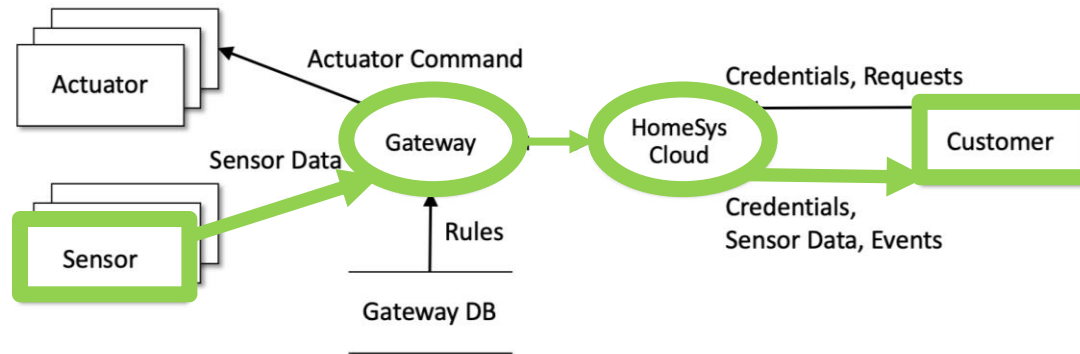 Actuator
Actuator Command
Credentials, Requests
Gateway
HomeSys
Cloud
Customer
Sensor Data
Sensor
Rules
Credentials,
Sensor Data, Events
Gateway DB